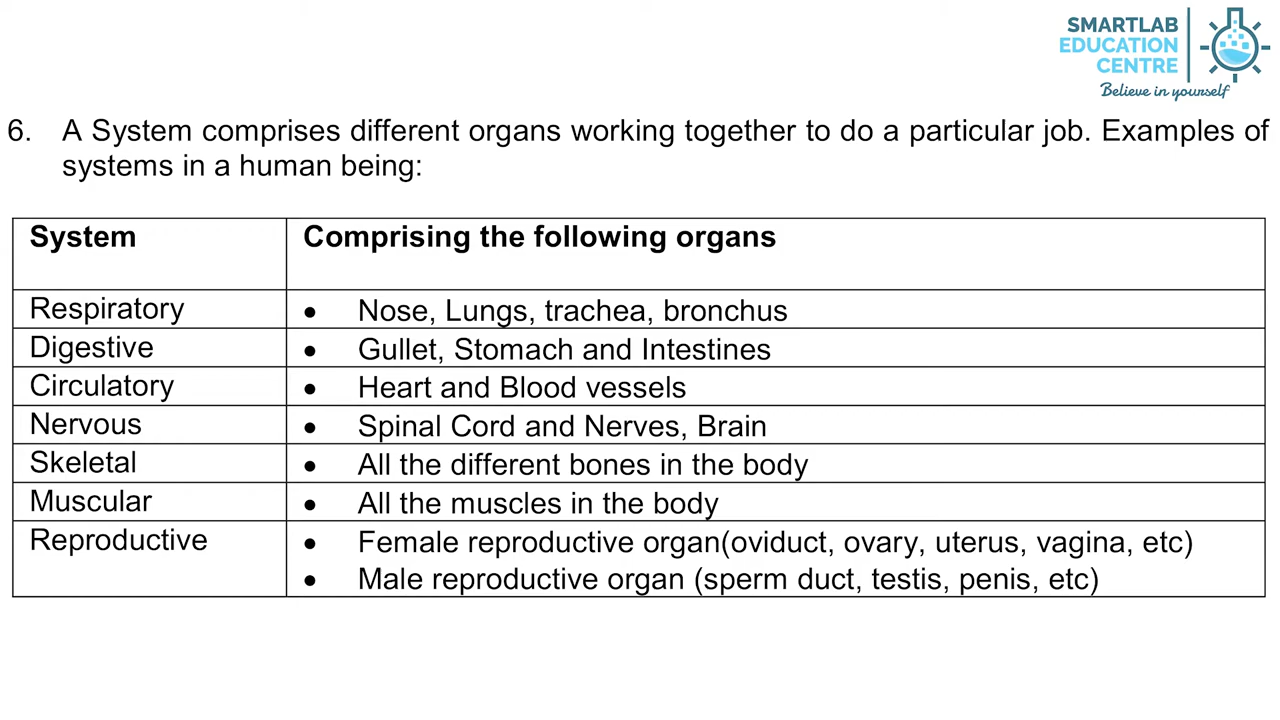 SMARTLAB
EDUCATION
CENTRE
Believe in yourself
6. A System comprises different organs working together to do a particular job. Examples of
systems in a human being:
System Comprising the following organs
Respiratory • Nose, Lungs, trachea, bronchus
Digestive • Gullet, Stomach and Intestines
Circulatory • Heart and Blood vessels
Nervous • Spinal Cord and Nerves, Brain
Skeletal • All the different bones in the body
Muscular • All the muscles in the body
Reproductive • Female reproductive organ(oviduct, ovary, uterus, vagina, etc)
• Male reproductive organ (sperm duct, testis, penis, etc)